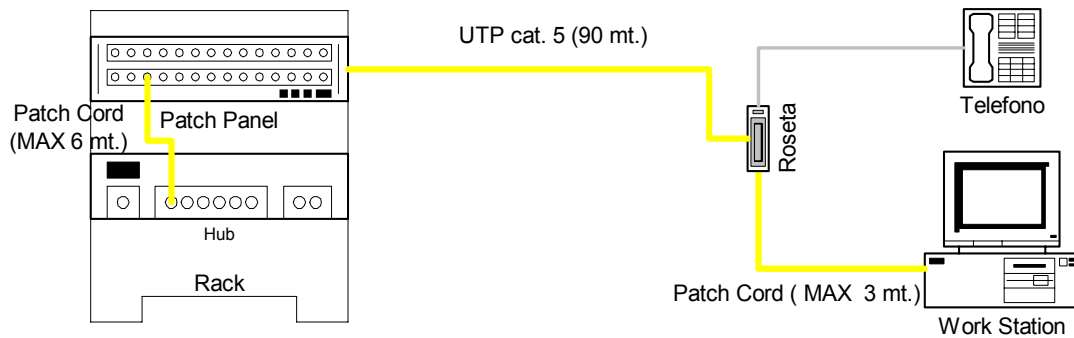 UTP cat. 5 (90 mt.)
Telefono
Patch Cord
(MAX 6 mt.)
Patch Panel
Roseta
Hub
Rack
Patch Cord ( MAX 3 mt.)
Work Station